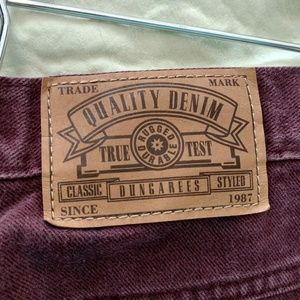 TRADE MARK
QUALITY DENIM
RUGGED
TRUE TEST
DURABLE
CLASSIC DUNGAREES STYLED
SINCE 1987